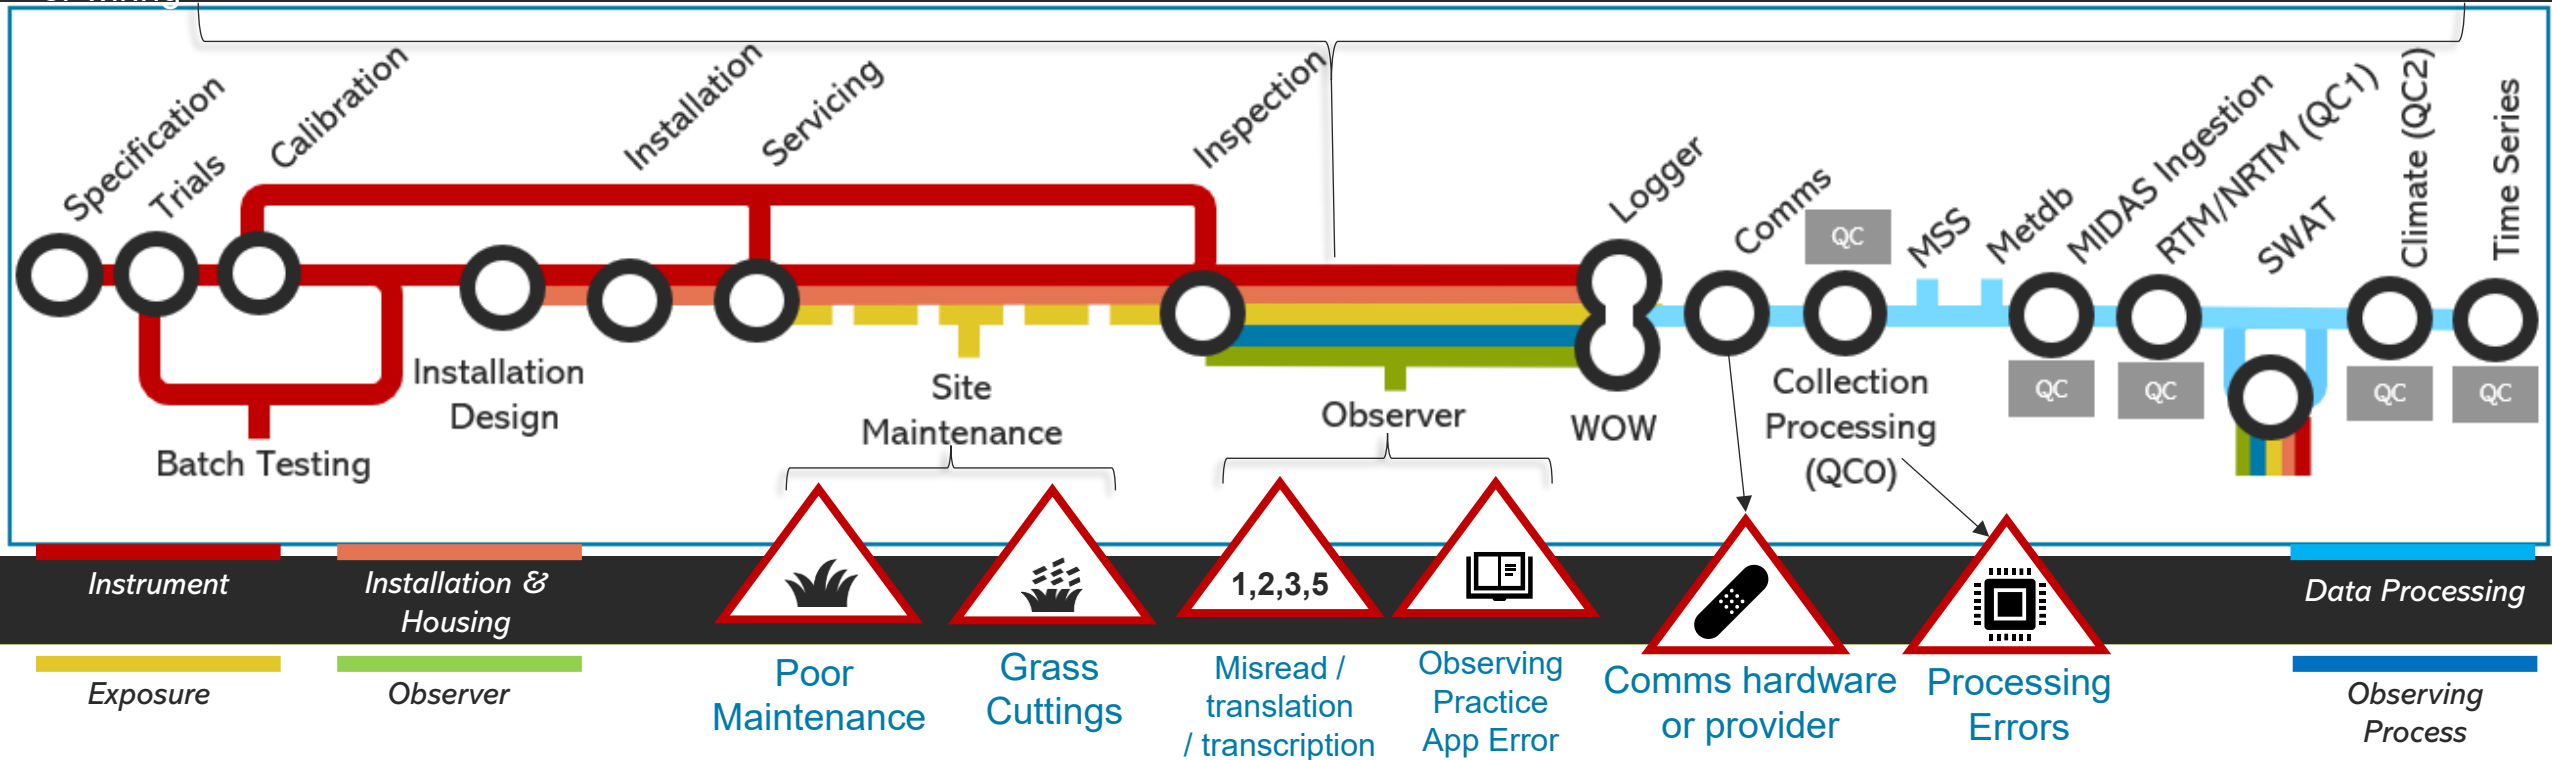 Specification
Trials
Calibration
Installation
Servicing
Inspection
Logger
Comms
QC
MSS
Metdb
MIDAS Ingestion
RTM/NRTM (QC1)
SWAT
Climate (QC2)
Time Series
Batch Testing
Installation
Design
Site
Maintenance
Observer
WOW
Collection
Processing
(QC0)
QC
QC
QC
QC
Instrument
Installation &
Housing
Exposure
Observer
1,2,3,5
Poor
Maintenance
Grass
Cuttings
Misread /
translation
/ transcription
Observing
Practice
App Error
Comms hardware
or provider
Processing
Errors
Data Processing
Observing
Process